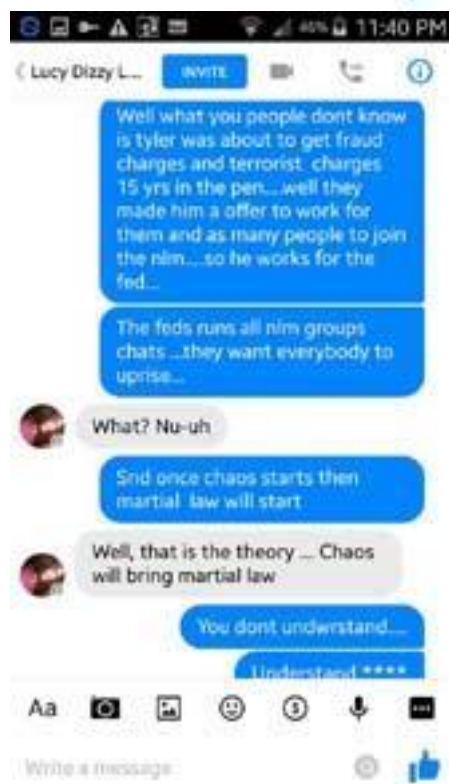 46% 11:40 PM
Lucy Dizzy L... INVITE
Well what you people dont know
is tyler was about to get fraud
charges and terrorist charges
15 yrs in the pen....well they
made him a offer to work for
them and as many people to join
the nlm....so he works for the
fed...
The feds runs all nlm groups
chats ...they want everybody to
uprise...
What? Nu-uh
Snd once chaos starts then
martial law will start
Well, that is the theory ... Chaos
will bring martial law
You dont undwrstand....
Understand ****
Aa
Write a message